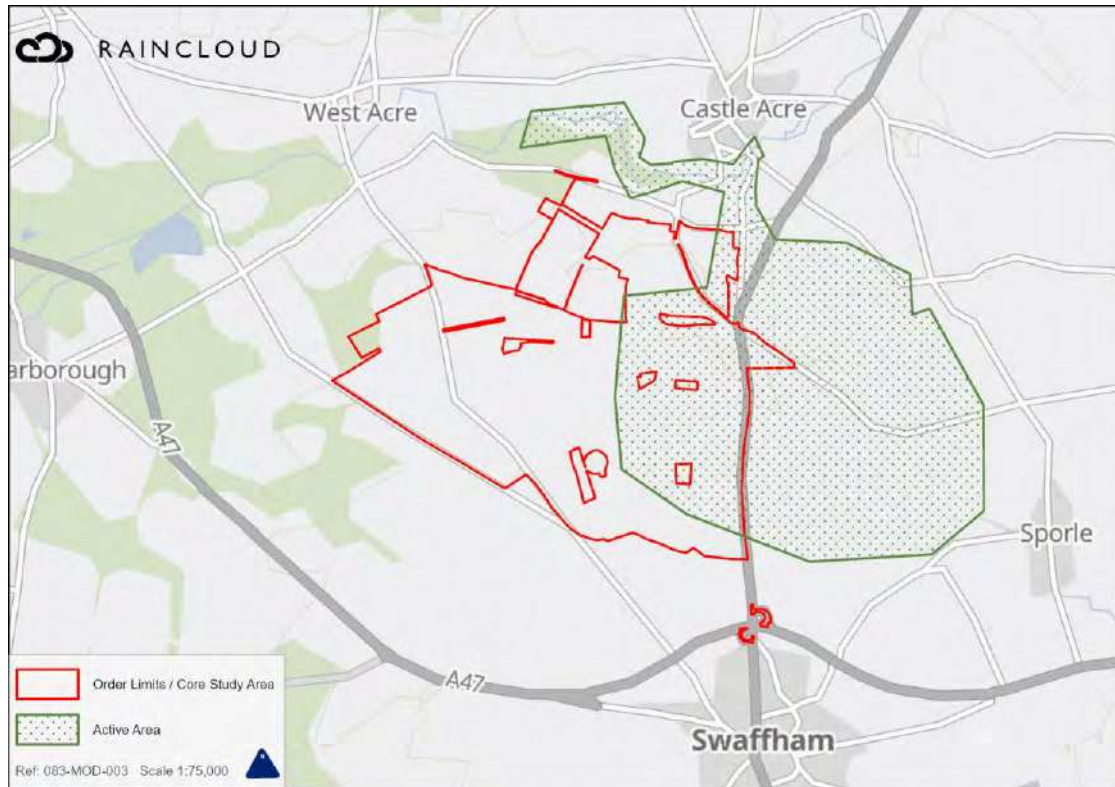 RAINCLOUD
West Acre
Castle Acre
arborough
A47
Sporle
A47
Swaffham
Order Limits / Core Study Area
Active Area
Ref: 083-MOD-003 Scale 1:75,000